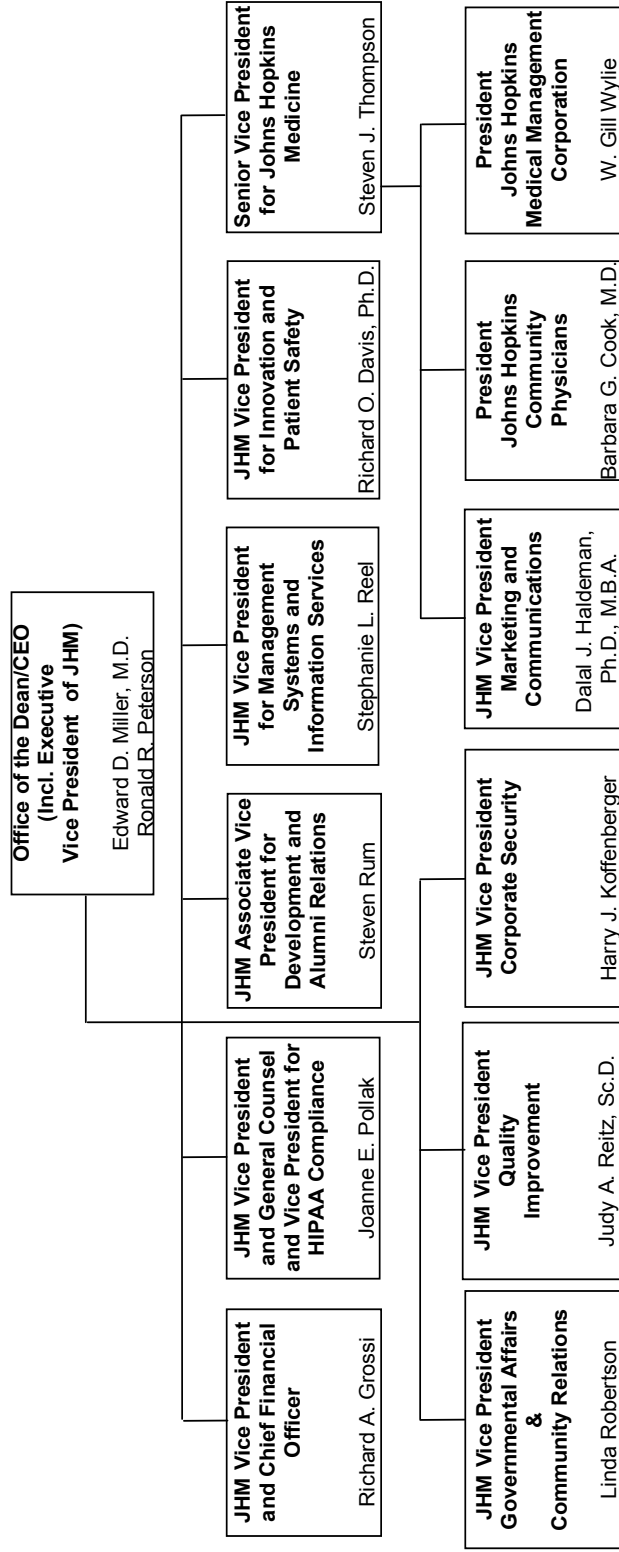 Office of the Dean/CEO
(Incl. Executive
Vice President of JHM)
Edward D. Miller, M.D.
Ronald R. Peterson
JHM Vice President
and Chief Financial
Officer
Richard A. Grossi
JHM Vice President
and General Counsel
and Vice President for
HIPAA Compliance
Joanne E. Pollak
JHM Associate Vice
President for
Development and
Alumni Relations
Steven Rum
JHM Vice President
for Management
Systems and
Information Services
Stephanie L. Reel
JHM Vice President
for Innovation and
Patient Safety
Richard O. Davis, Ph.D.
Senior Vice President
for Johns Hopkins
Medicine
Steven J. Thompson
JHM Vice President
Governmental Affairs
&
Community Relations
Linda Robertson
JHM Vice President
Quality
Improvement
Judy A. Reitz, Sc.D.
JHM Vice President
Corporate Security
Harry J. Koffenberger
JHM Vice President
Marketing and
Communications
Dalal J. Haldeman,
Ph.D., M.B.A.
President
Johns Hopkins
Community
Physicians
Barbara G. Cook, M.D.
President
Johns Hopkins
Medical Management
Corporation
W. Gill Wylie